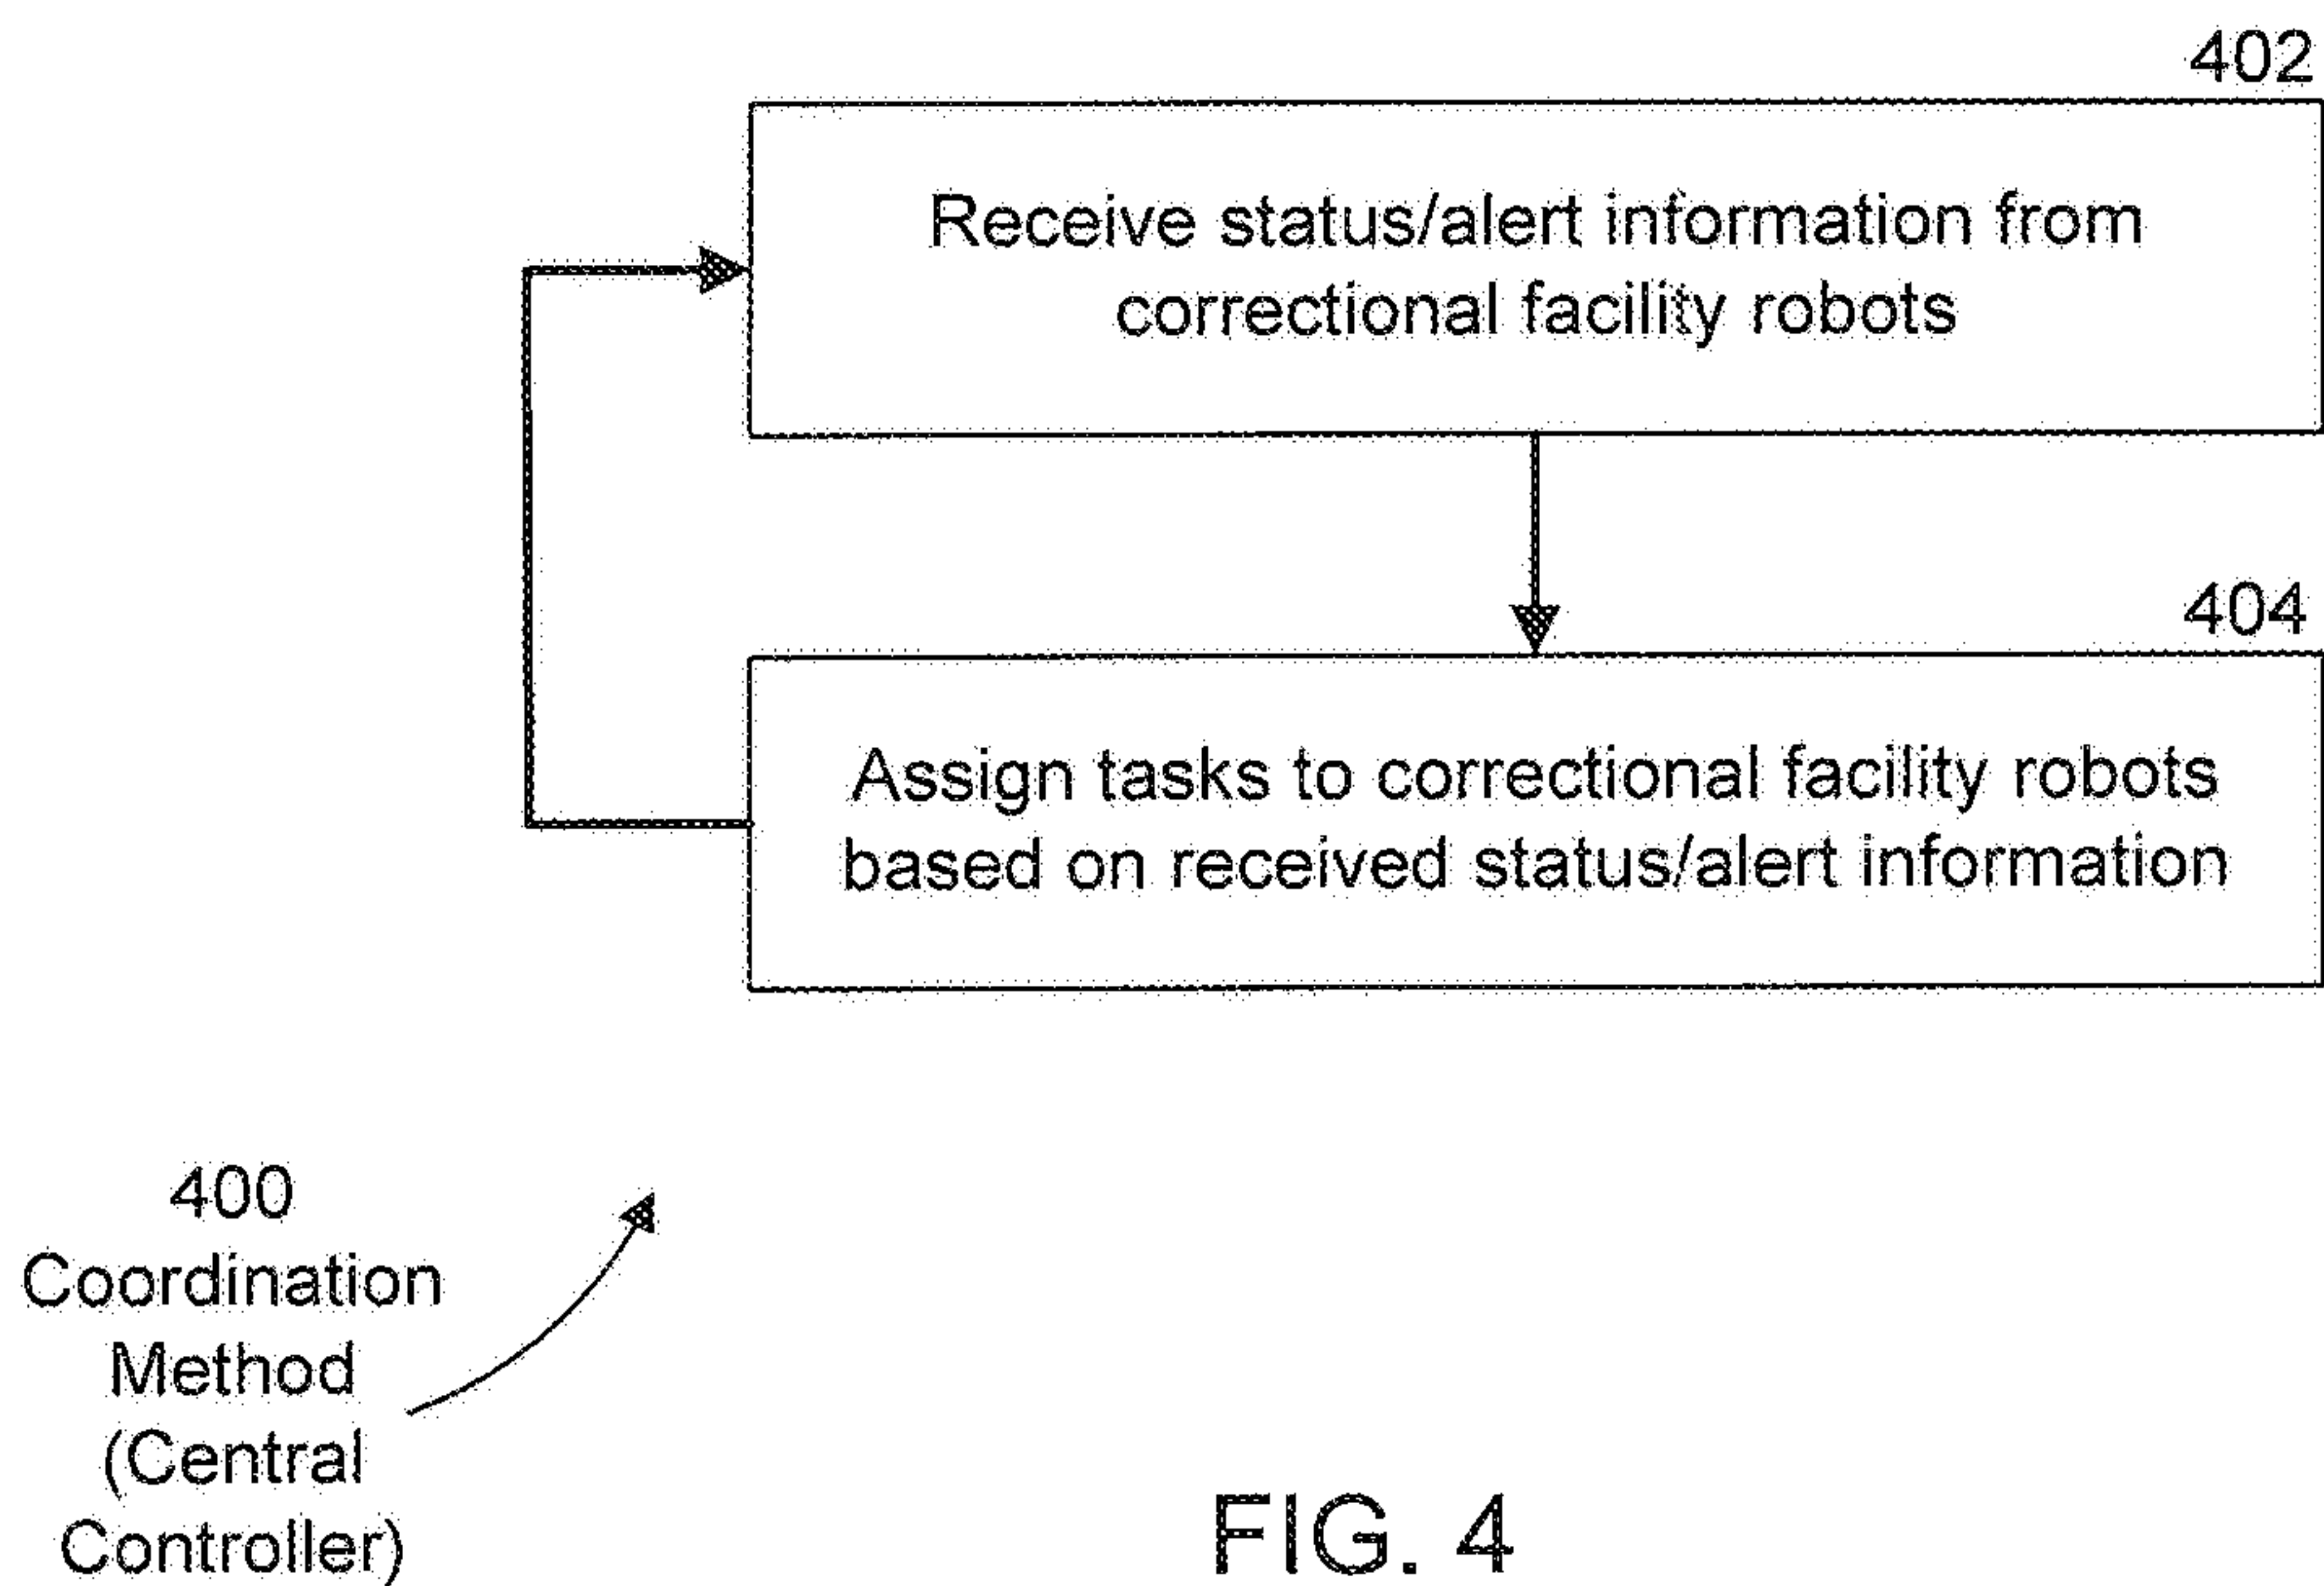 402
Receive status/alert information from
correctional facility robots
404
Assign tasks to correctional facility robots
based on received status/alert information
400
Coordination
Method
(Central
Controller)
FIG. 4